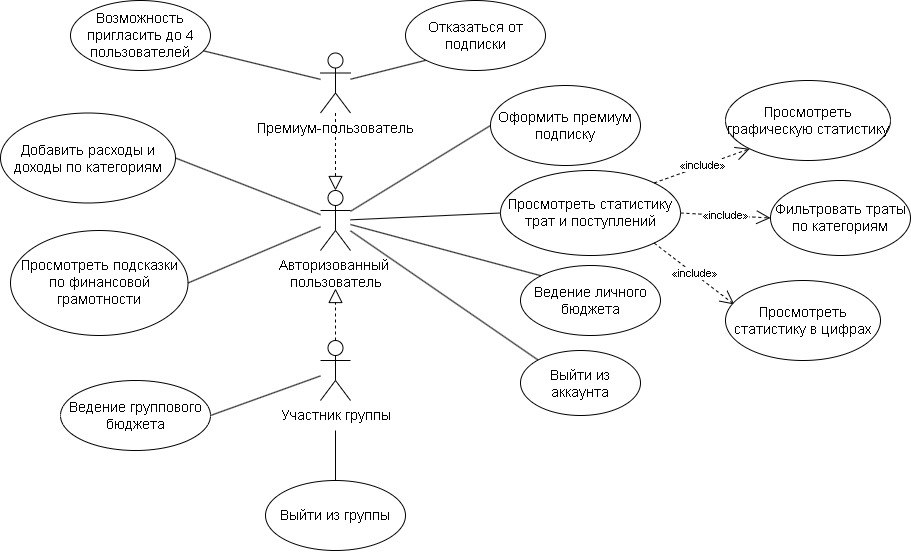 Возможность
пригласить до 4
пользователей
Отказаться от
подписки
Премиум-пользователь
Оформить премиум
подписку
Просмотреть
графическую статистику
Добавить расходы и
доходы по категориям
«include»
Просмотреть статистику
трат и поступлений
«include»
Фильтровать траты
по категориям
Авторизованный
пользователь
Просмотреть подсказки
по финансовой
грамотности
«include»
Ведение личного
бюджета
Просмотреть
статистику в цифрах
Выйти из
аккаунта
Ведение группового
бюджета
Участник группы
Выйти из группы